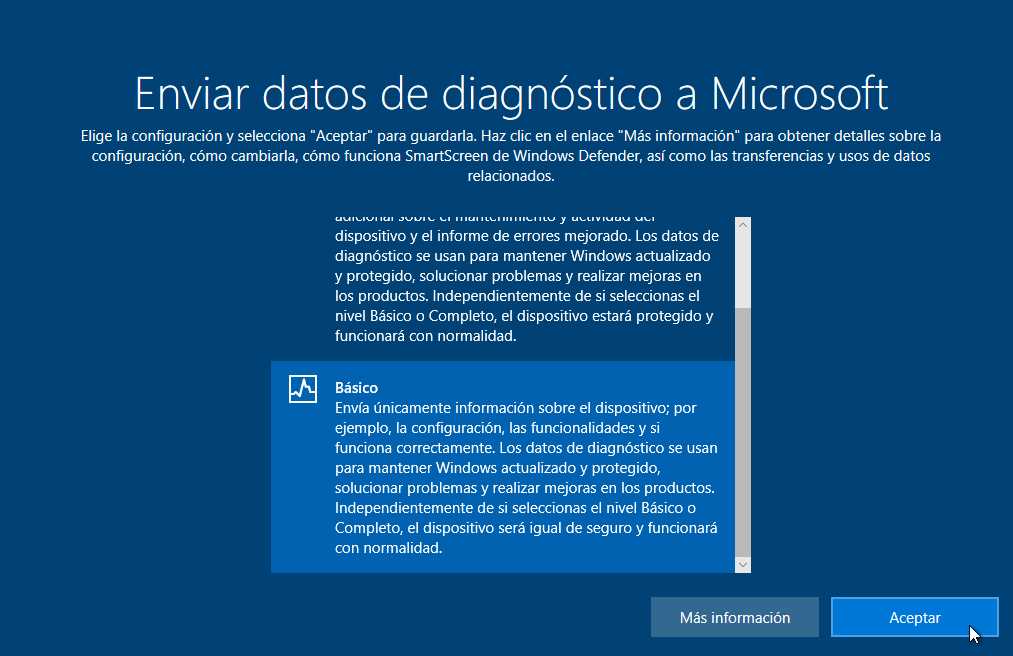 Enviar datos de diagnóstico a Microsoft
Elige la configuración y selecciona "Aceptar" para guardarla. Haz clic en el enlace "Más información" para obtener detalles sobre la
configuración, cómo cambiarla, cómo funciona SmartScreen de Windows Defender, así como las transferencias y usos de datos
relacionados.
adicional sobre el mantenimiento y actividad del
dispositivo y el informe de errores mejorado. Los datos de
diagnóstico se usan para mantener Windows actualizado
y protegido, solucionar problemas y realizar mejoras en
los productos. Independientemente de si seleccionas el
nivel Básico o Completo, el dispositivo estará protegido y
funcionará con normalidad.
Básico
Envía únicamente información sobre el dispositivo; por
ejemplo, la configuración, las funcionalidades y si
funciona correctamente. Los datos de diagnóstico se usan
para mantener Windows actualizado y protegido,
solucionar problemas y realizar mejoras en los productos.
Independientemente de si seleccionas el nivel Básico o
Completo, el dispositivo será igual de seguro y funcionará
con normalidad.
Más información
Aceptar